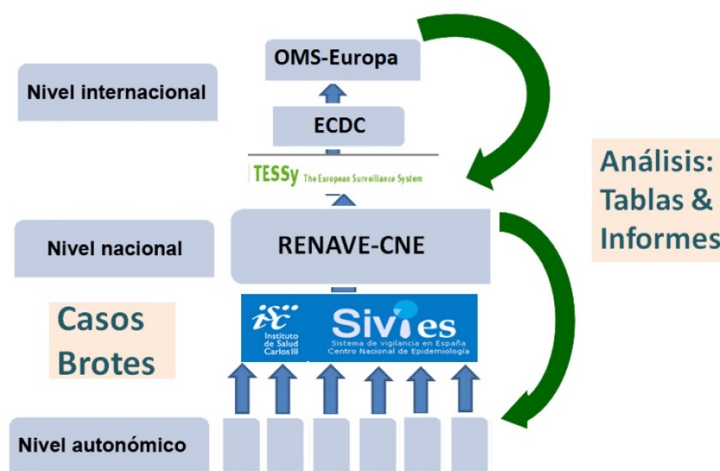 OMS-Europa
Nivel internacional
ECDC
TESSy The European Surveillance System
Análisis:
Tablas &
Informes
Nivel nacional
RENAVE-CNE
Casos
Brotes
isc
Instituto
de Salud
Carlos III
Sivies
Sistema de vigilancia en España
Centro Nacional de Epidemiología
Nivel autonómico